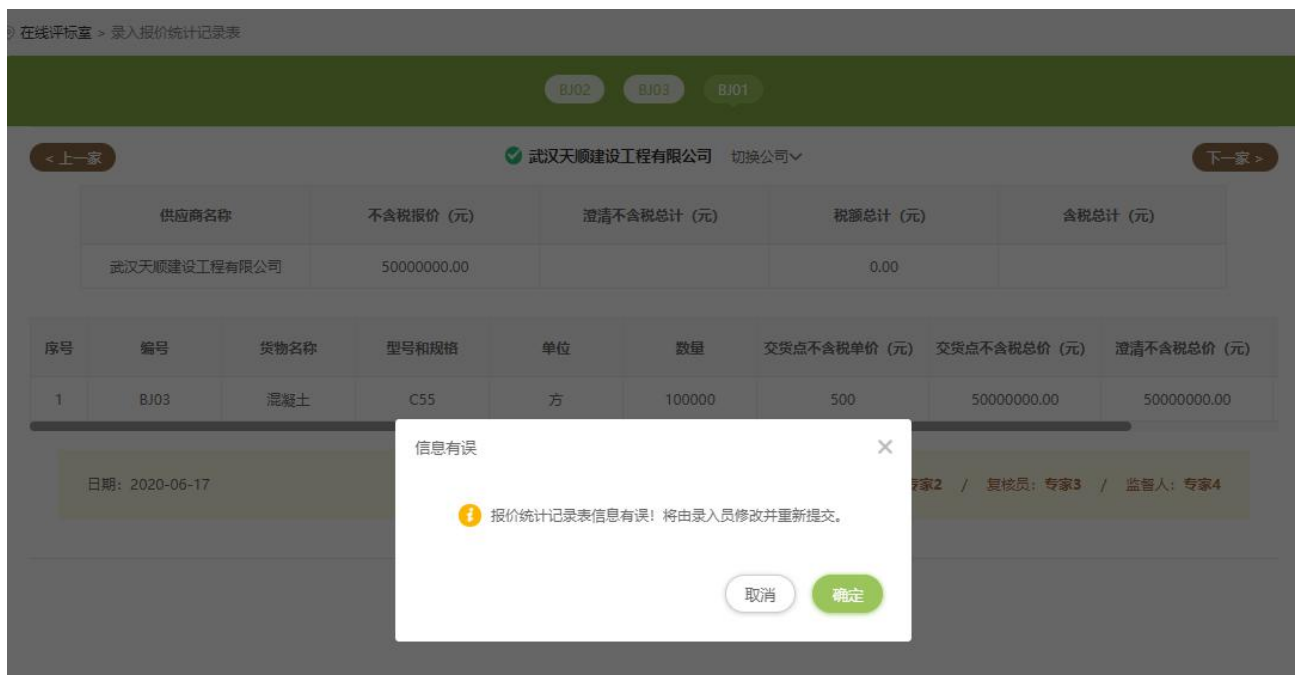 在线评标室 > 录入报价统计记录表
BJ02 BJ03 BJ01
< 上一家 武汉天顺建设工程有限公司 切换公司 下一家 >
供应商名称 不含税报价（元） 澄清不含税总计（元） 税额总计（元） 含税总计（元）
武汉天顺建设工程有限公司 50000000.00 0.00
序号 编号 货物名称 型号和规格 单位 数量 交货点不含税单价（元） 交货点不含税总价（元） 澄清不含税总价（元）
1 BJ03 混凝土 C55 方 100000 500 50000000.00 50000000.00
信息有误
日期：2020-06-17 专家2 / 复核员：专家3 / 监督人：专家4
报价统计记录表信息有误！将由录入员修改并重新提交。
取消 确定